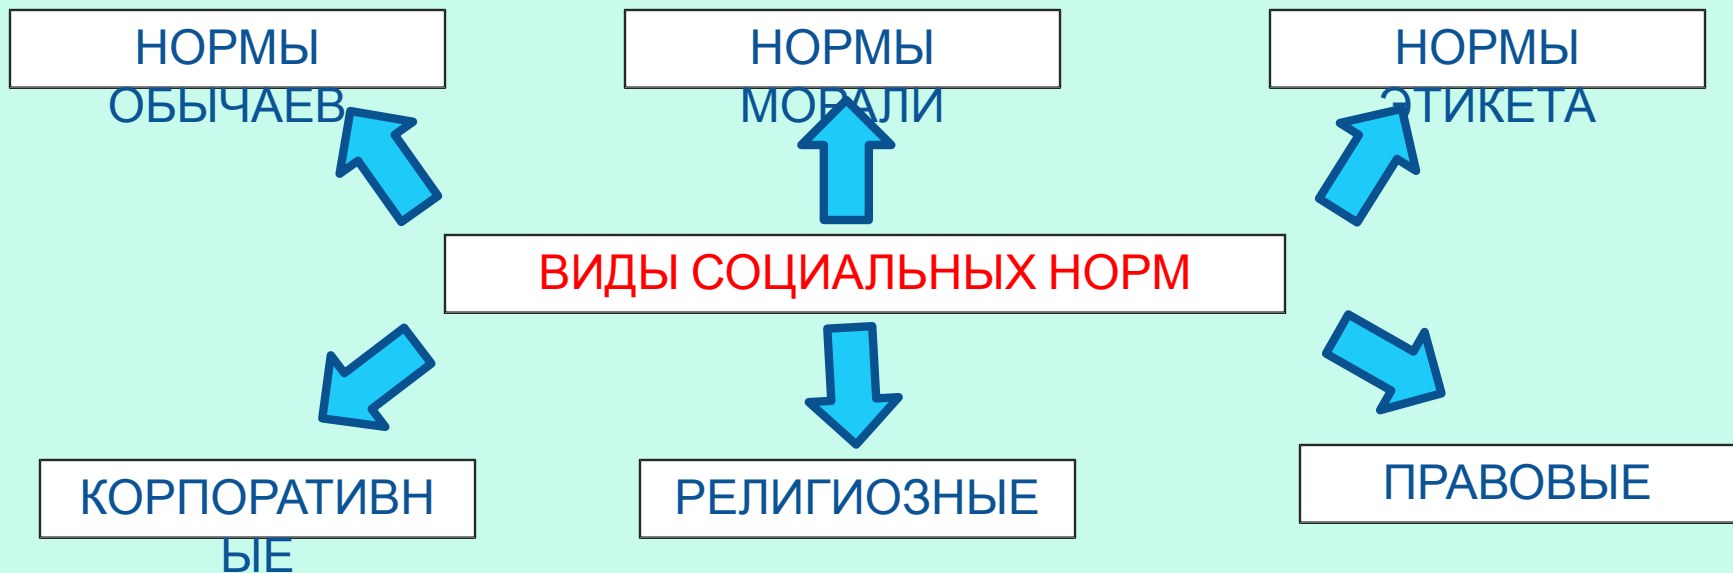 НОРМЫ
ОБЫЧАЕВ
НОРМЫ
МОРАЛИ
НОРМЫ
ЭТИКЕТА
ВИДЫ СОЦИАЛЬНЫХ НОРМ
КОРПОРАТИВН
ЫЕ
РЕЛИГИОЗНЫЕ
ПРАВОВЫЕ